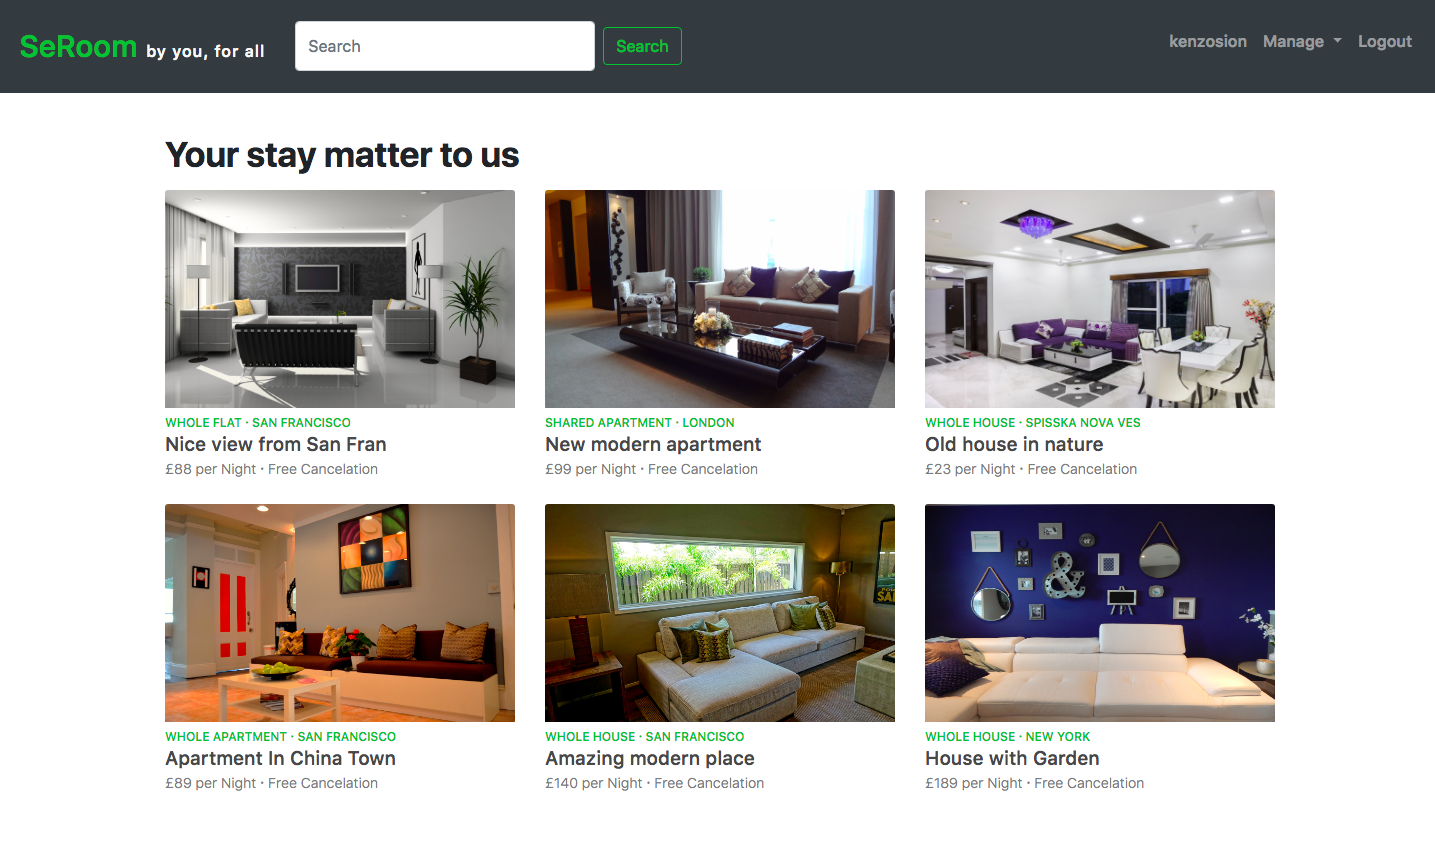 SeRoom by you, for all
Search
Search
kenzosion
Manage
Logout
Your stay matter to us
WHOLE FLAT · SAN FRANCISCO
Nice view from San Fran
£88 per Night · Free Cancelation
SHARED APARTMENT · LONDON
New modern apartment
£99 per Night · Free Cancelation
WHOLE HOUSE · SPISSKA NOVA VES
Old house in nature
£23 per Night · Free Cancelation
WHOLE APARTMENT · SAN FRANCISCO
Apartment In China Town
£89 per Night · Free Cancelation
&
WHOLE HOUSE · SAN FRANCISCO
Amazing modern place
£140 per Night · Free Cancelation
WHOLE HOUSE · NEW YORK
House with Garden
£189 per Night · Free Cancelation